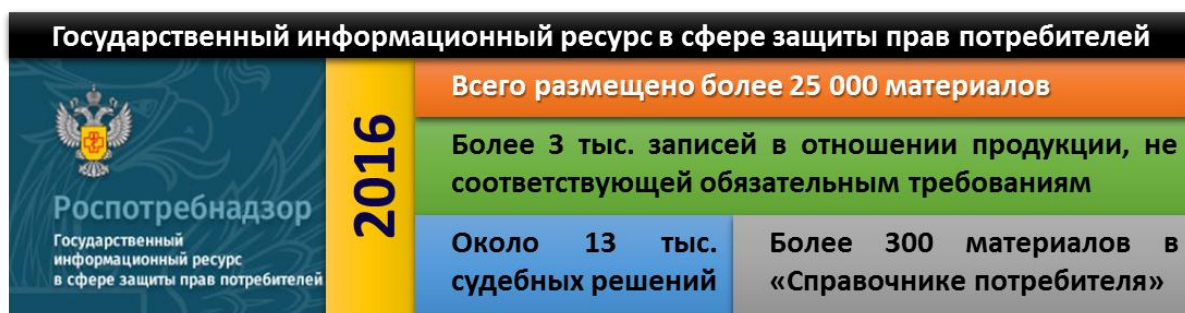 Государственный информационный ресурс в сфере защиты прав потребителей
Роспотребнадзор
Государственный
информационный ресурс
в сфере защиты прав потребителей
2016
Всего размещено более 25 000 материалов
Более 3 тыс. записей в отношении продукции, не
соответствующей обязательным требованиям
Около 13 тыс.
судебных решений
Более 300 материалов в
«Справочнике потребителя»